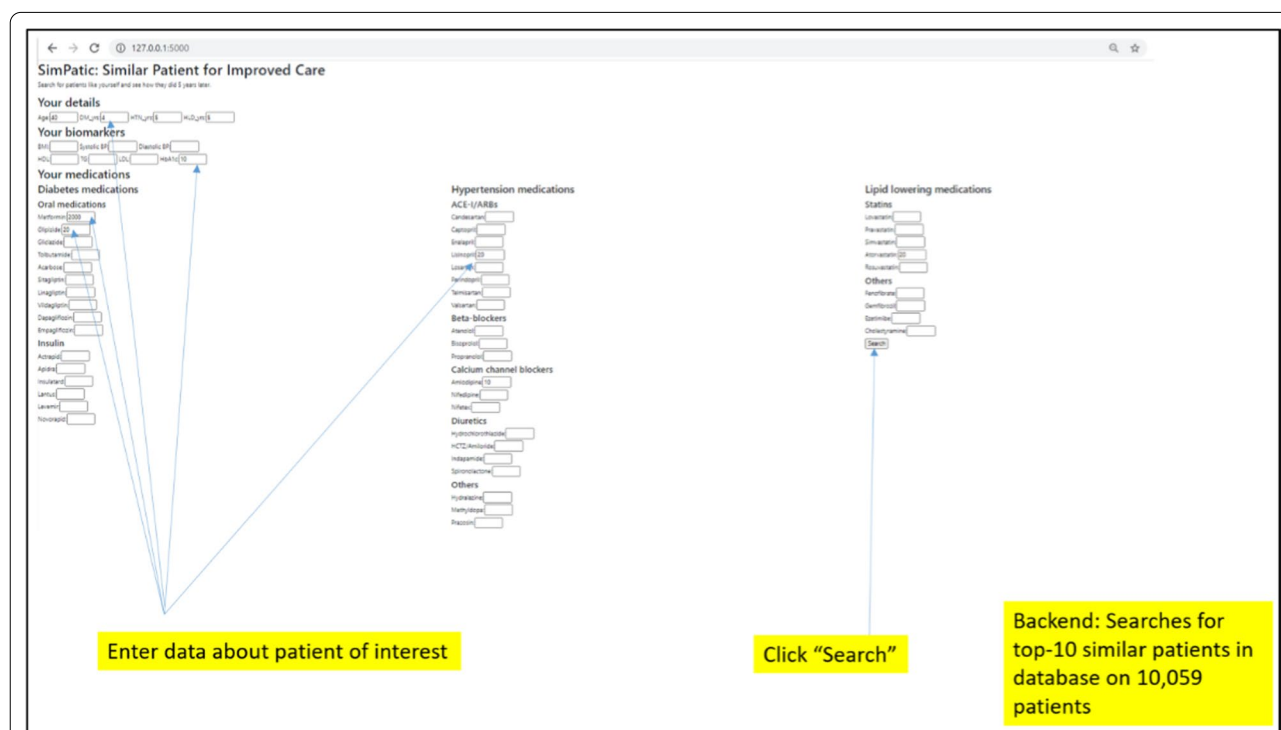 127.0.0.1:5000
SimPatic: Similar Patient for Improved Care
Search for patients like yourself and see how they did 5 years later.
Your details
Age 40 DM_yrs 4 HTN_yrs 5 HLD_yrs 5
Your biomarkers
BMI Systolic BP Diastolic BP
HDL TG LDL HbA1c 10
Your medications
Diabetes medications
Oral medications
Metformin 2000
Glipizide 20
Gliclazide
Tolbutamide
Acarbose
Sitagliptin
Linagliptin
Vildagliptin
Dapagliflozin
Empagliflozin
Insulin
Actrapid
Apidra
Insulatard
Lantus
Levemir
Novorapid
Hypertension medications
ACE-I/ARBs
Candesartan
Captopril
Enalapril
Lisinopril 20
Losartan
Perindopril
Telmisartan
Valsartan
Beta-blockers
Atenolol
Bisoprolol
Propranolol
Calcium channel blockers
Amlodipine 10
Nifedipine
Diuretics
Hydrochlorothiazide
HCTZ/Amiloride
Indapamide
Spironolactone
Others
Hydralazine
Methyldopa
Prazosin
Lipid lowering medications
Statins
Lovastatin
Pravastatin
Simvastatin
Atorvastatin 20
Rosuvastatin
Others
Fenofibrate
Gemfibrozil
Ezetimibe
Cholestyramine
Search
Enter data about patient of interest
Click “Search”
Backend: Searches for
top-10 similar patients in
database on 10,059
patients